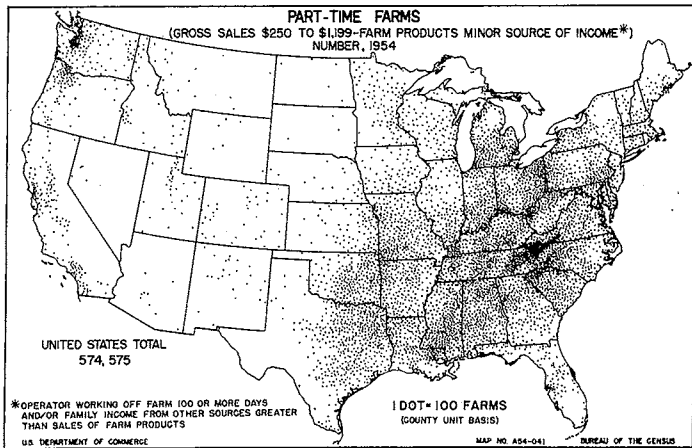 PART-TIME FARMS
(GROSS SALES $250 TO $1,199-FARM PRODUCTS MINOR SOURCE OF INCOME*)
NUMBER, 1954
UNITED STATES TOTAL
574, 575
*OPERATOR WORKING OFF FARM 100 OR MORE DAYS
AND/OR FAMILY INCOME FROM OTHER SOURCES GREATER
THAN SALES OF FARM PRODUCTS
1 DOT= 100 FARMS
(COUNTY UNIT BASIS)
U.S. DEPARTMENT OF COMMERCE
MAP NO. A54-041
BUREAU OF THE CENSUS